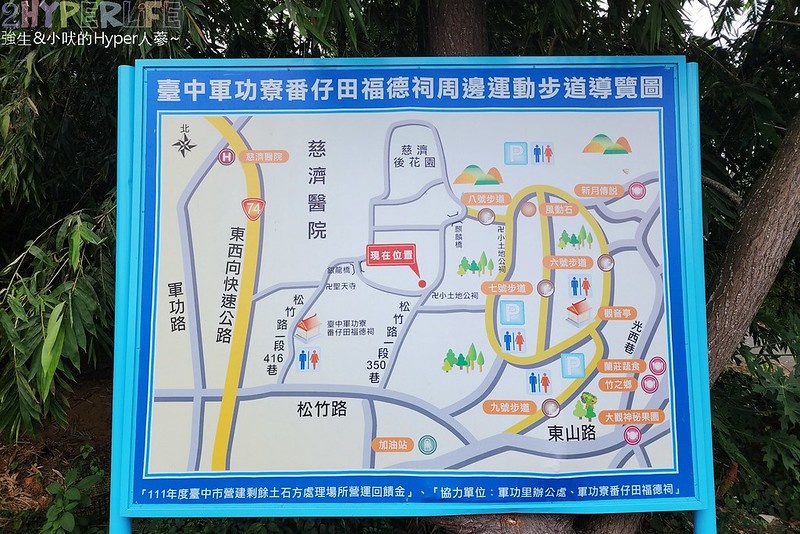 2HYPERLIFE
強生&小吠的Hyper人蔘~
臺中軍功寮番仔田福德祠周邊運動步道導覽圖
北
H
慈濟醫院
慈濟醫院
慈濟
後花園
P
八號步道
風動石
新月傳說
74
東西向快速公路
麒麟橋
卍小土地公祠
現在位置
銀龍橋
卍聖天寺
六號步道
七號步道
卍小土地公祠
軍功路
松竹路一段416巷
臺中軍功寮
番仔田福德祠
松竹路一段350巷
P
觀音亭
光西巷
P
蘭莊蔬食
竹之鄉
松竹路
九號步道
大觀神秘果園
東山路
加油站
「111年度臺中市營建剩餘土石方處理場所營運回饋金」、「協力單位：軍功里辦公處、軍功寮番仔田福德祠」